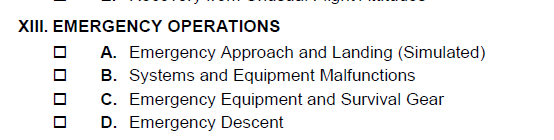 XIII. EMERGENCY OPERATIONS
A. Emergency Approach and Landing (Simulated)
B. Systems and Equipment Malfunctions
C. Emergency Equipment and Survival Gear
D. Emergency Descent